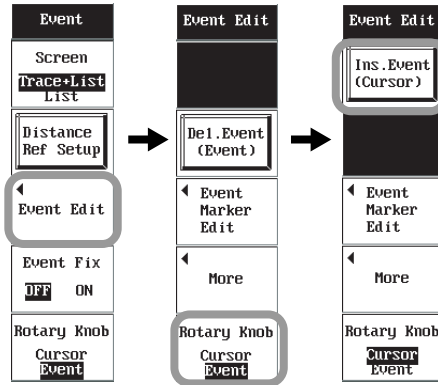 Event
Screen
Trace+List
List
Distance
Ref Setup
Event Edit
Event Fix
OFF ON
Rotary Knob
Cursor
Event
Event Edit
Del.Event
(Event)
Event
Marker
Edit
More
Rotary Knob
Cursor
Event
Event Edit
Ins.Event
(Cursor)
Event
Marker
Edit
More
Rotary Knob
Cursor
Event